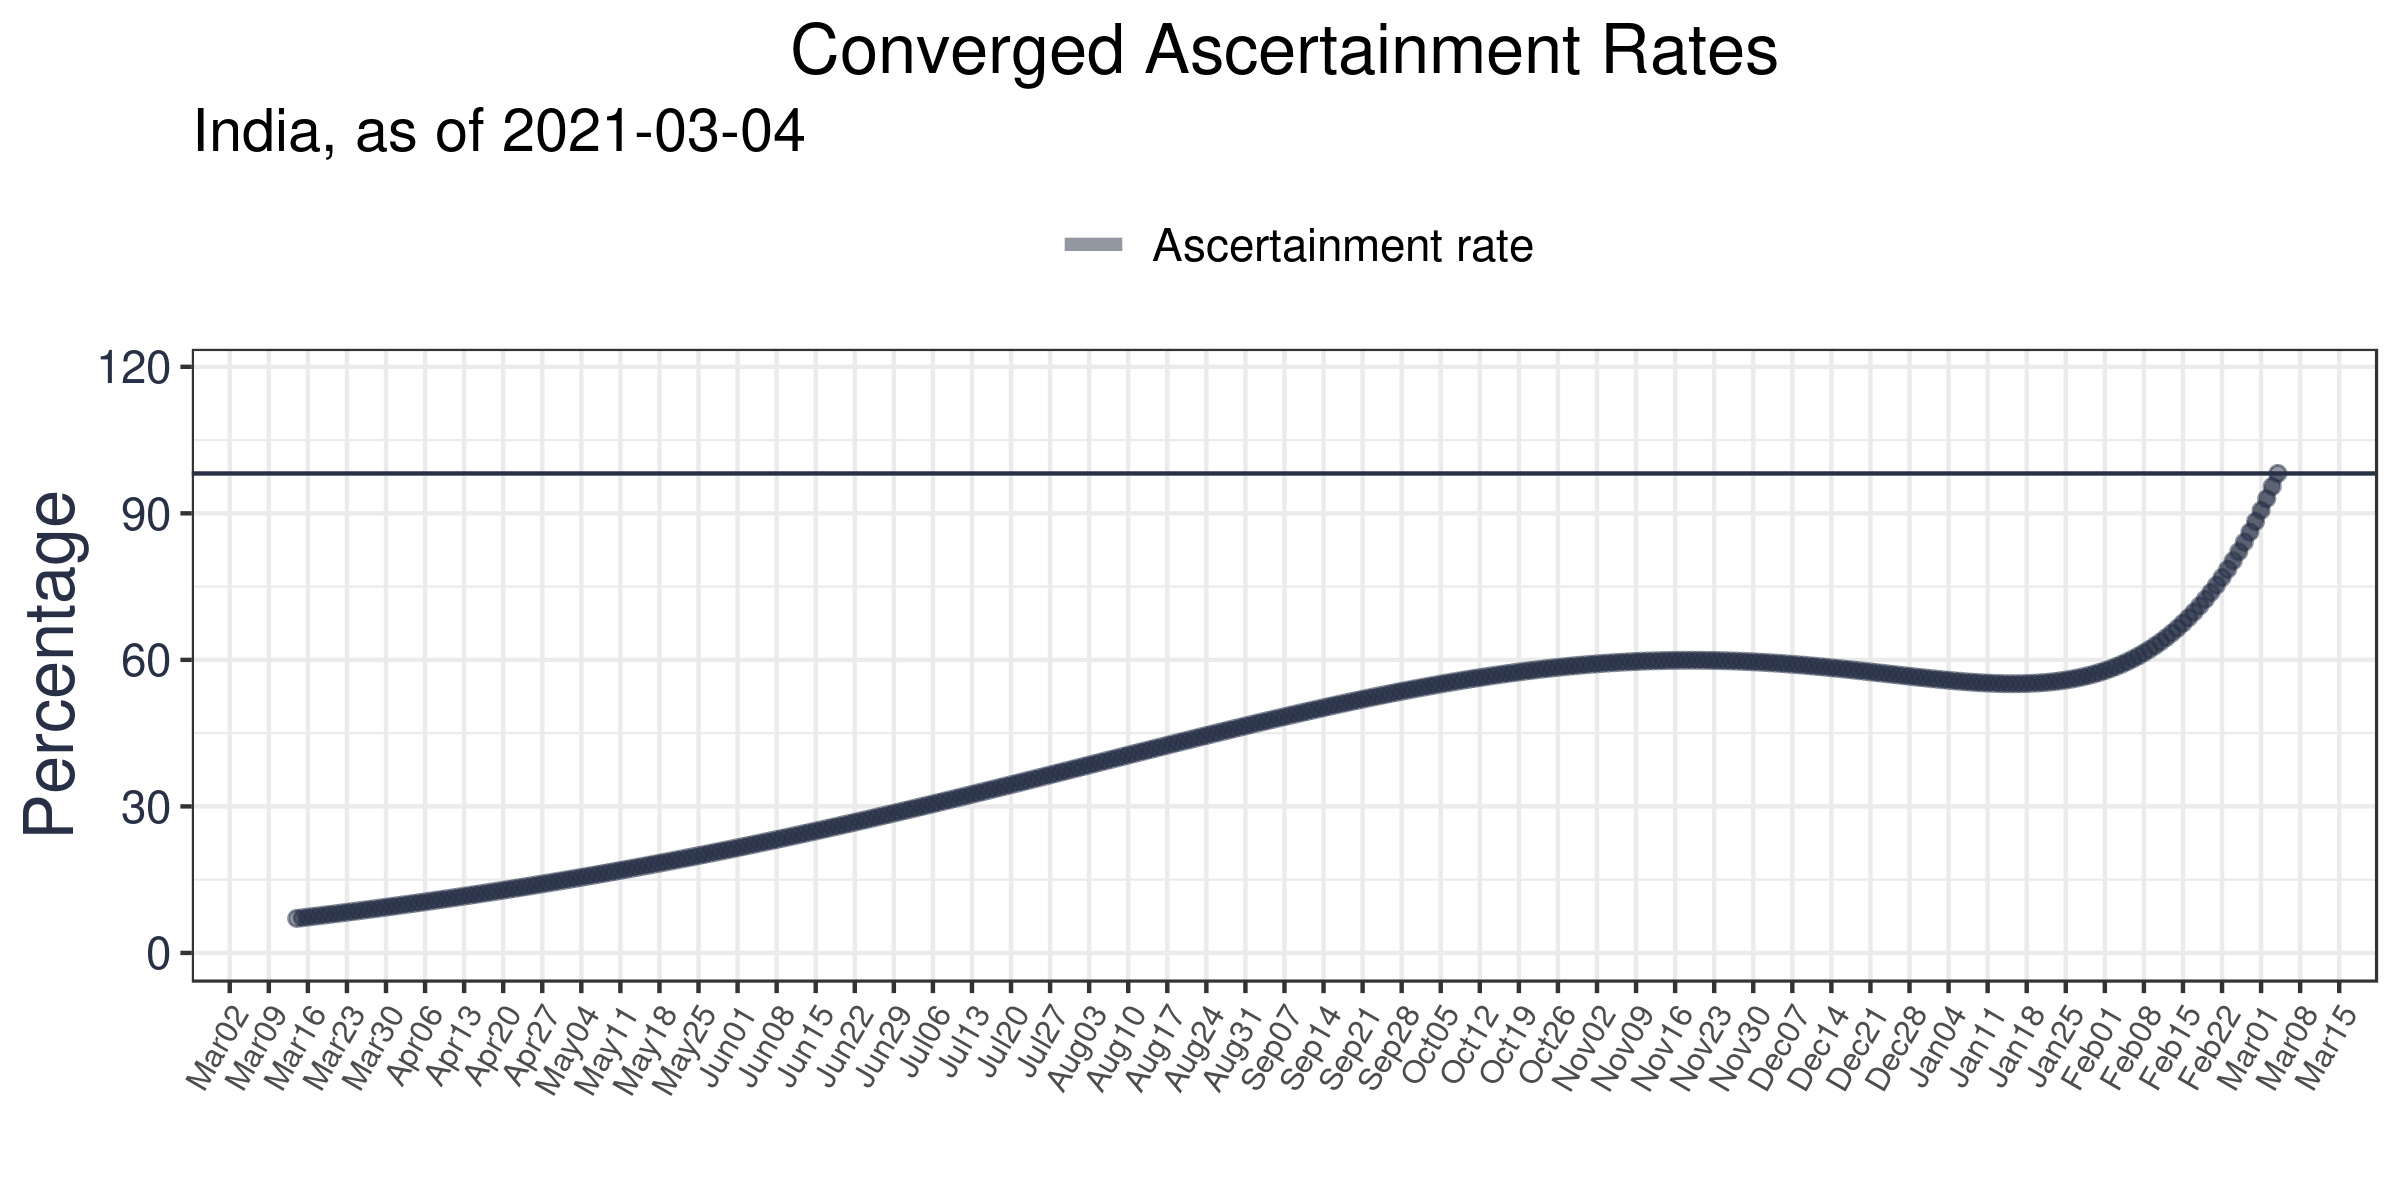 Converged Ascertainment Rates
India, as of 2021-03-04
Ascertainment rate
Percentage
120
90
60
30
0
Mar02 Mar09 Mar16 Mar23 Mar30 Apr06 Apr13 Apr20 Apr27 May04 May11 May18 May25 Jun01 Jun08 Jun15 Jun22 Jun29 Jul06 Jul13 Jul20 Jul27 Aug03 Aug10 Aug17 Aug24 Aug31 Sep07 Sep14 Sep21 Sep28 Oct05 Oct12 Oct19 Oct26 Nov02 Nov09 Nov16 Nov23 Nov30 Dec07 Dec14 Dec21 Dec28 Jan04 Jan11 Jan18 Jan25 Feb01 Feb08 Feb15 Feb22 Mar01 Mar08 Mar15